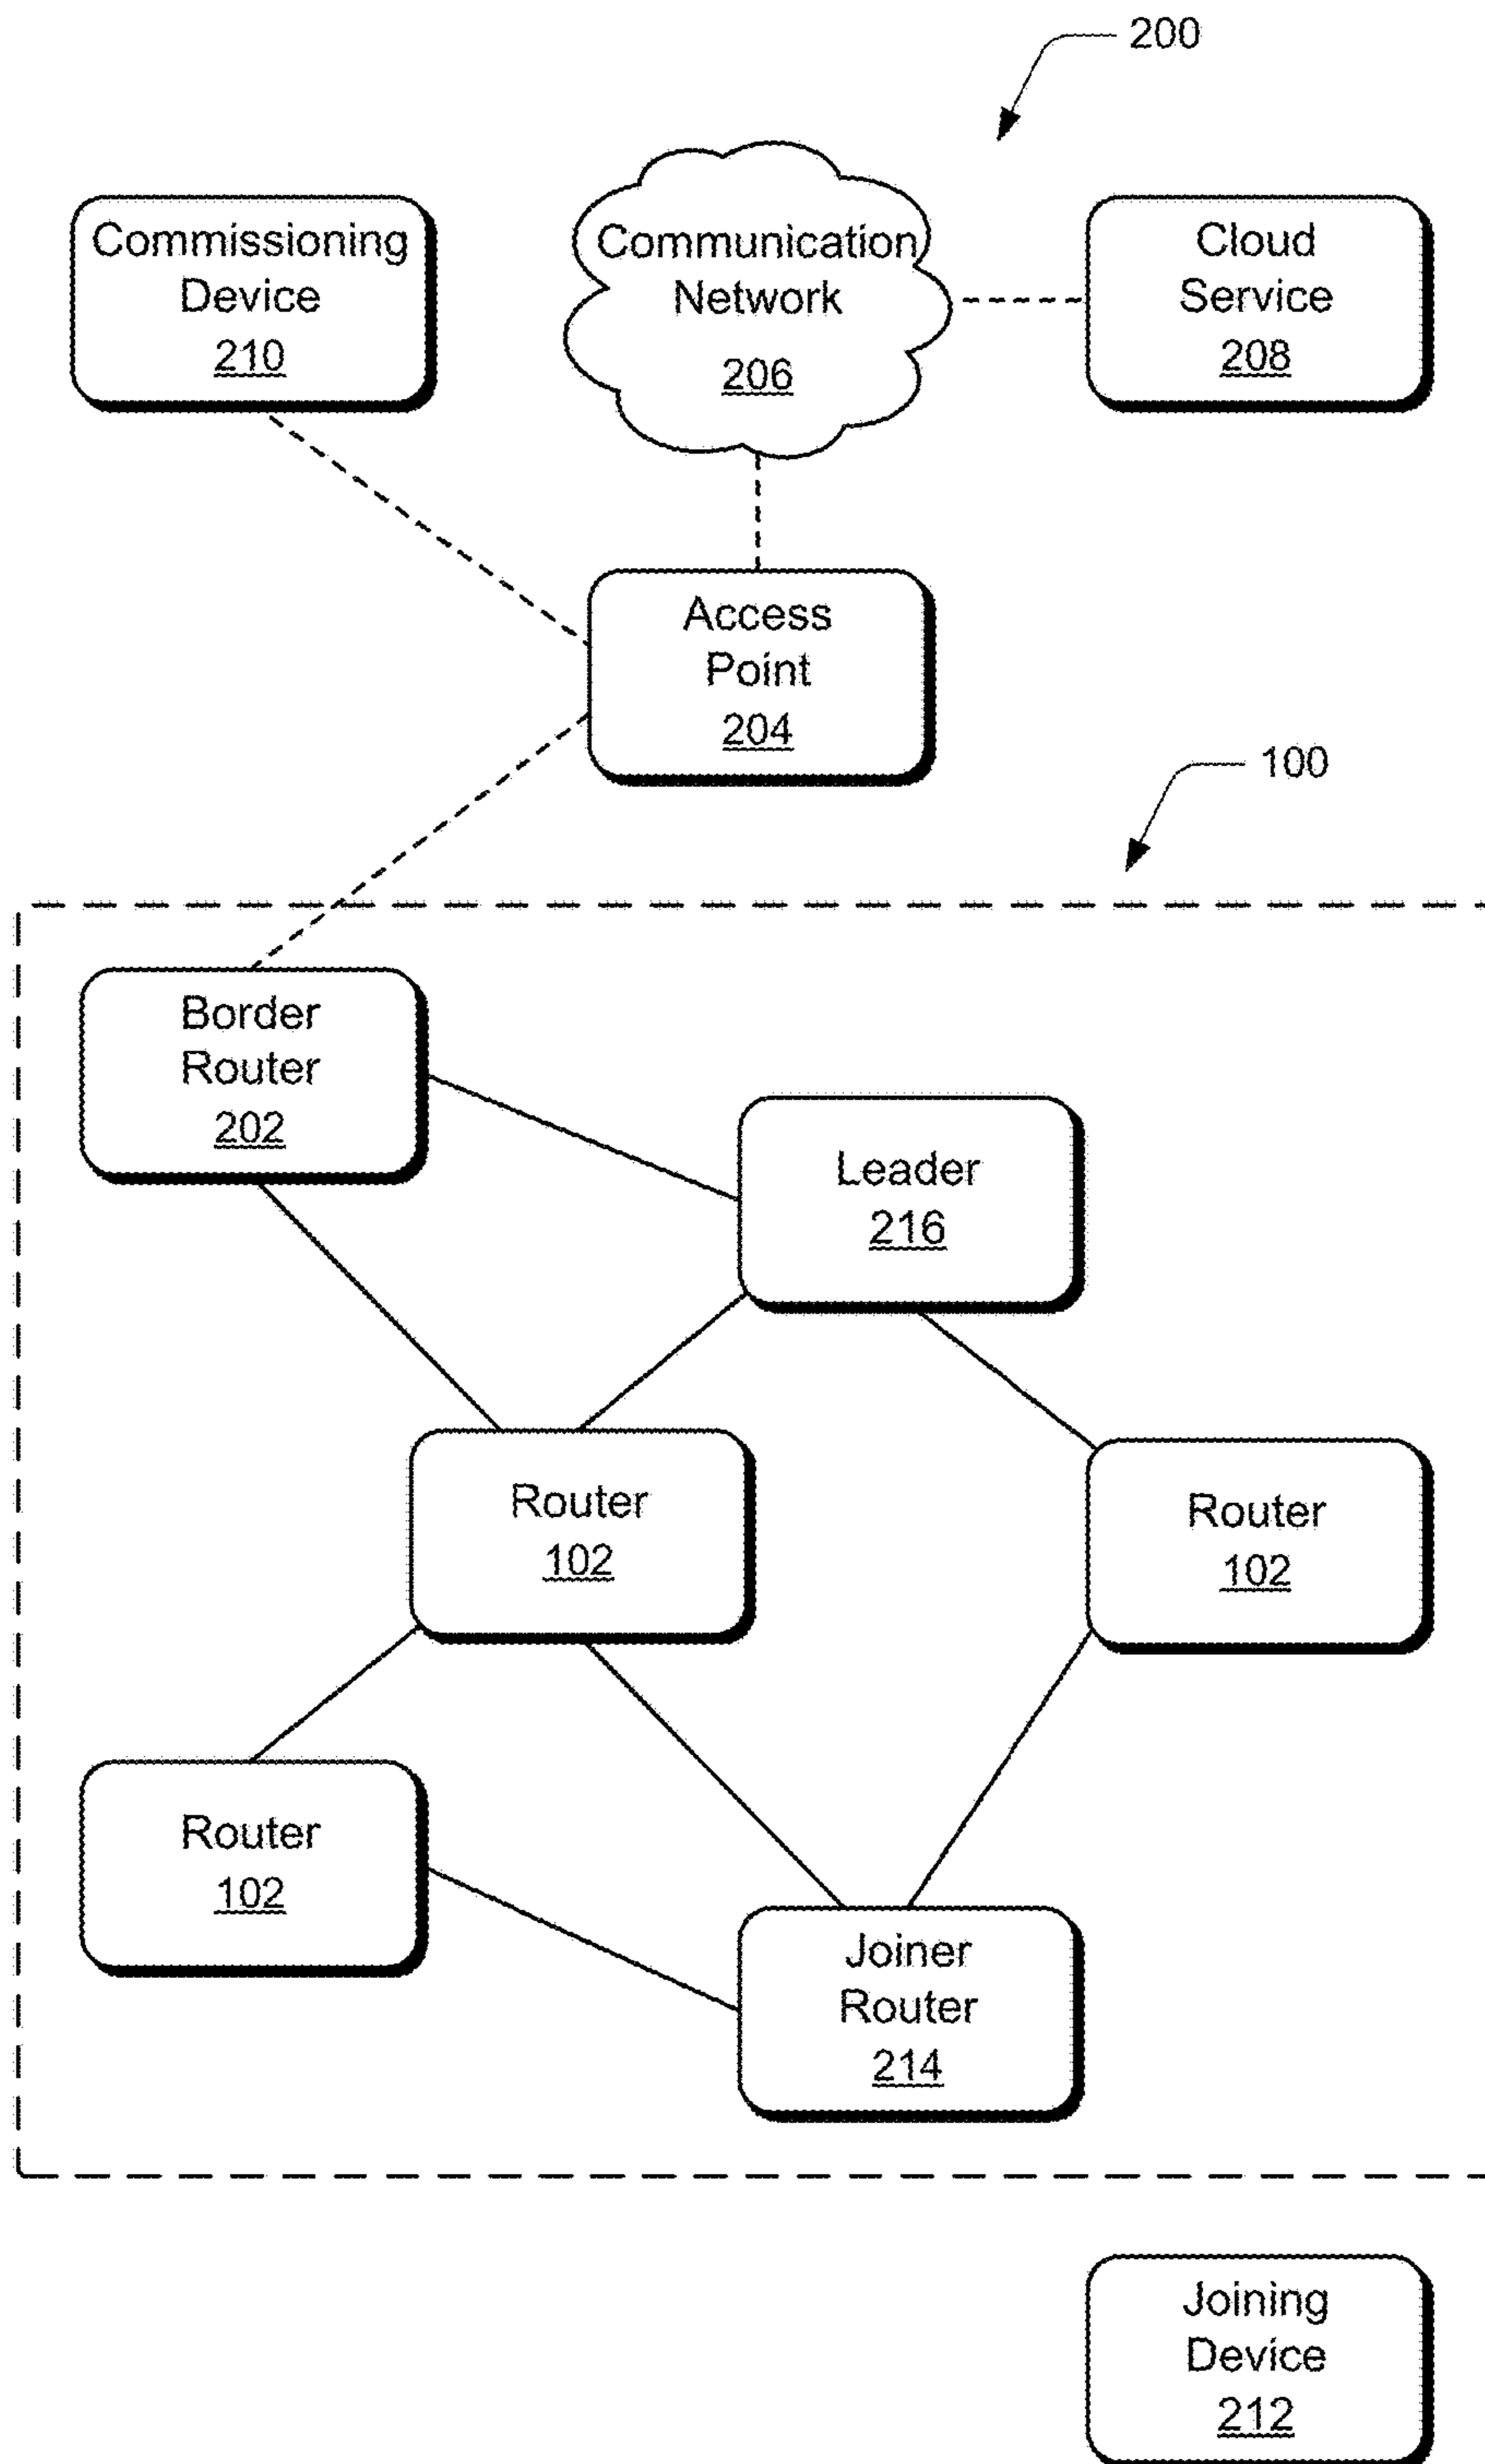 200
Commissioning
Device
210
Communication
Network
206
Cloud
Service
208
Access
Point
204
100
Border
Router
202
Leader
216
Router
102
Router
102
Router
102
Joiner
Router
214
Joining
Device
212